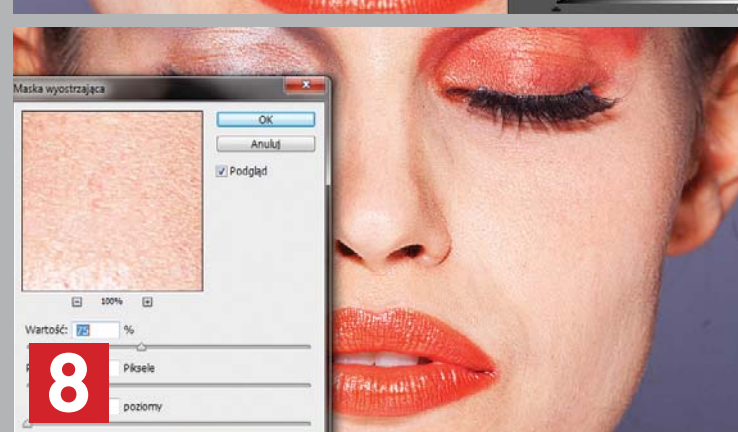 Maska wyostrzająca
OK
Anuluj
Podgląd
100%
Wartość: 75 %
Piksele
poziomy
8